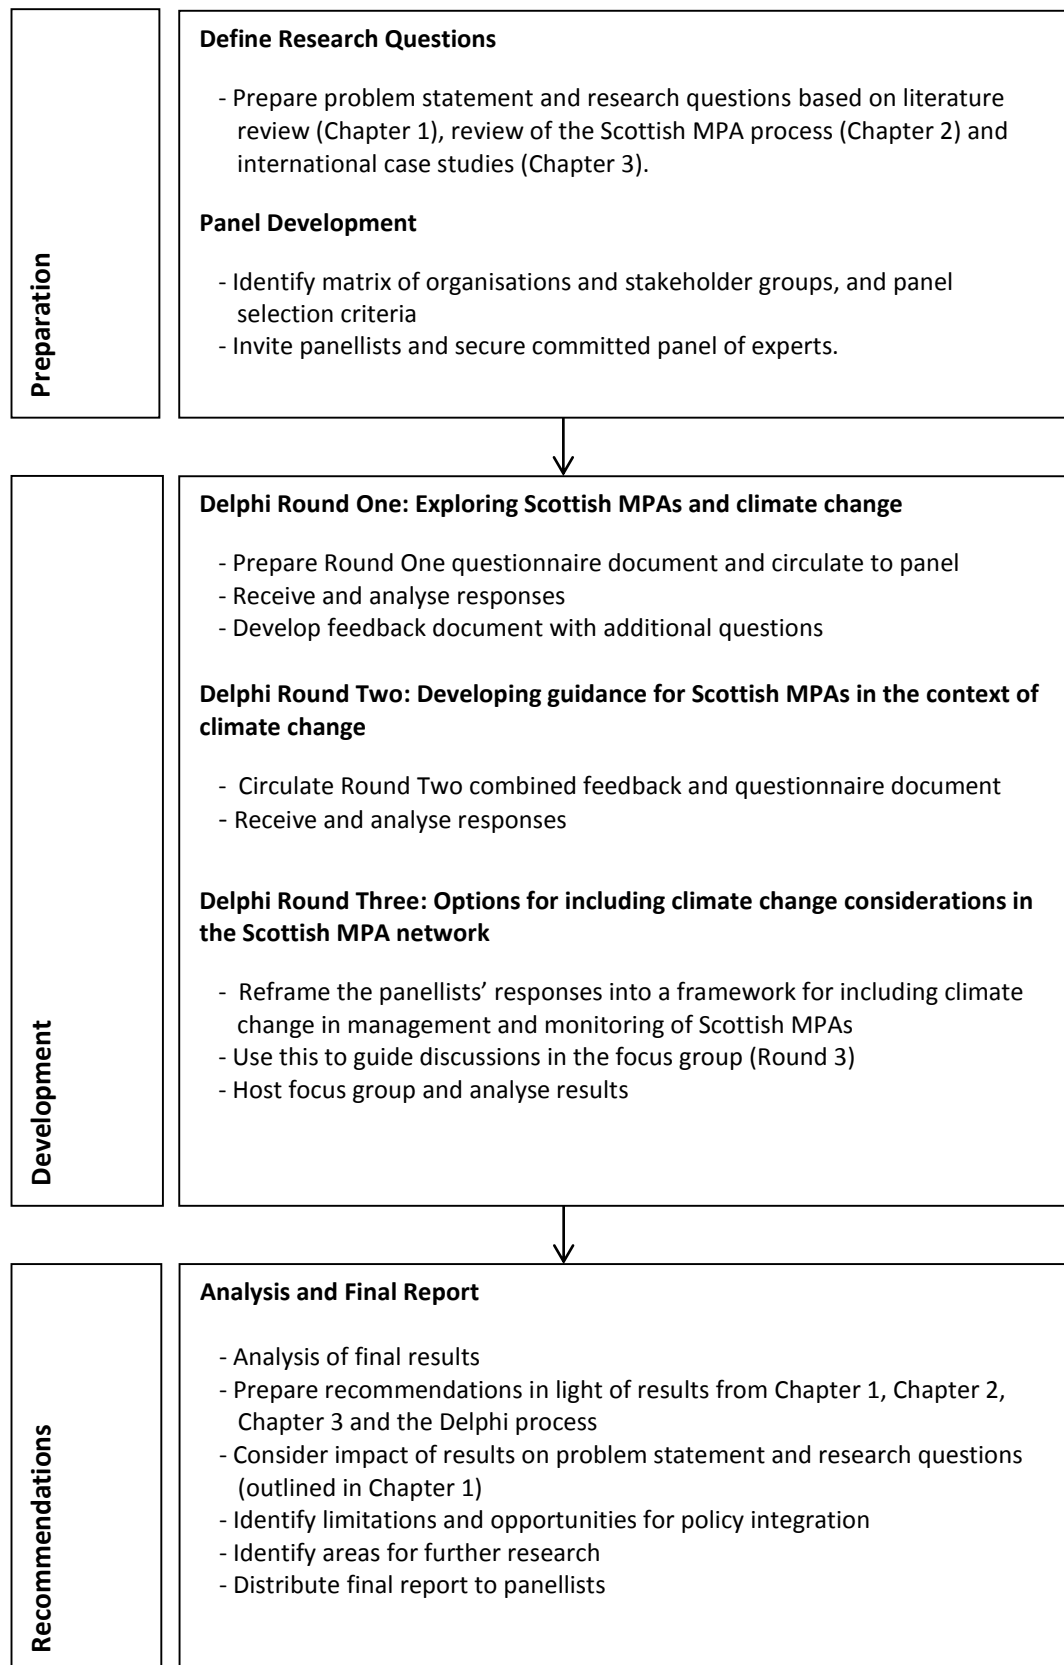 Preparation
Define Research Questions
- Prepare problem statement and research questions based on literature
review (Chapter 1), review of the Scottish MPA process (Chapter 2) and
international case studies (Chapter 3).
Panel Development
- Identify matrix of organisations and stakeholder groups, and panel
selection criteria
- Invite panellists and secure committed panel of experts.
Development
Delphi Round One: Exploring Scottish MPAs and climate change
- Prepare Round One questionnaire document and circulate to panel
- Receive and analyse responses
- Develop feedback document with additional questions
Delphi Round Two: Developing guidance for Scottish MPAs in the context of
climate change
- Circulate Round Two combined feedback and questionnaire document
- Receive and analyse responses
Delphi Round Three: Options for including climate change considerations in
the Scottish MPA network
- Reframe the panellists’ responses into a framework for including climate
change in management and monitoring of Scottish MPAs
- Use this to guide discussions in the focus group (Round 3)
- Host focus group and analyse results
Recommendations
Analysis and Final Report
- Analysis of final results
- Prepare recommendations in light of results from Chapter 1, Chapter 2,
Chapter 3 and the Delphi process
- Consider impact of results on problem statement and research questions
(outlined in Chapter 1)
- Identify limitations and opportunities for policy integration
- Identify areas for further research
- Distribute final report to panellists